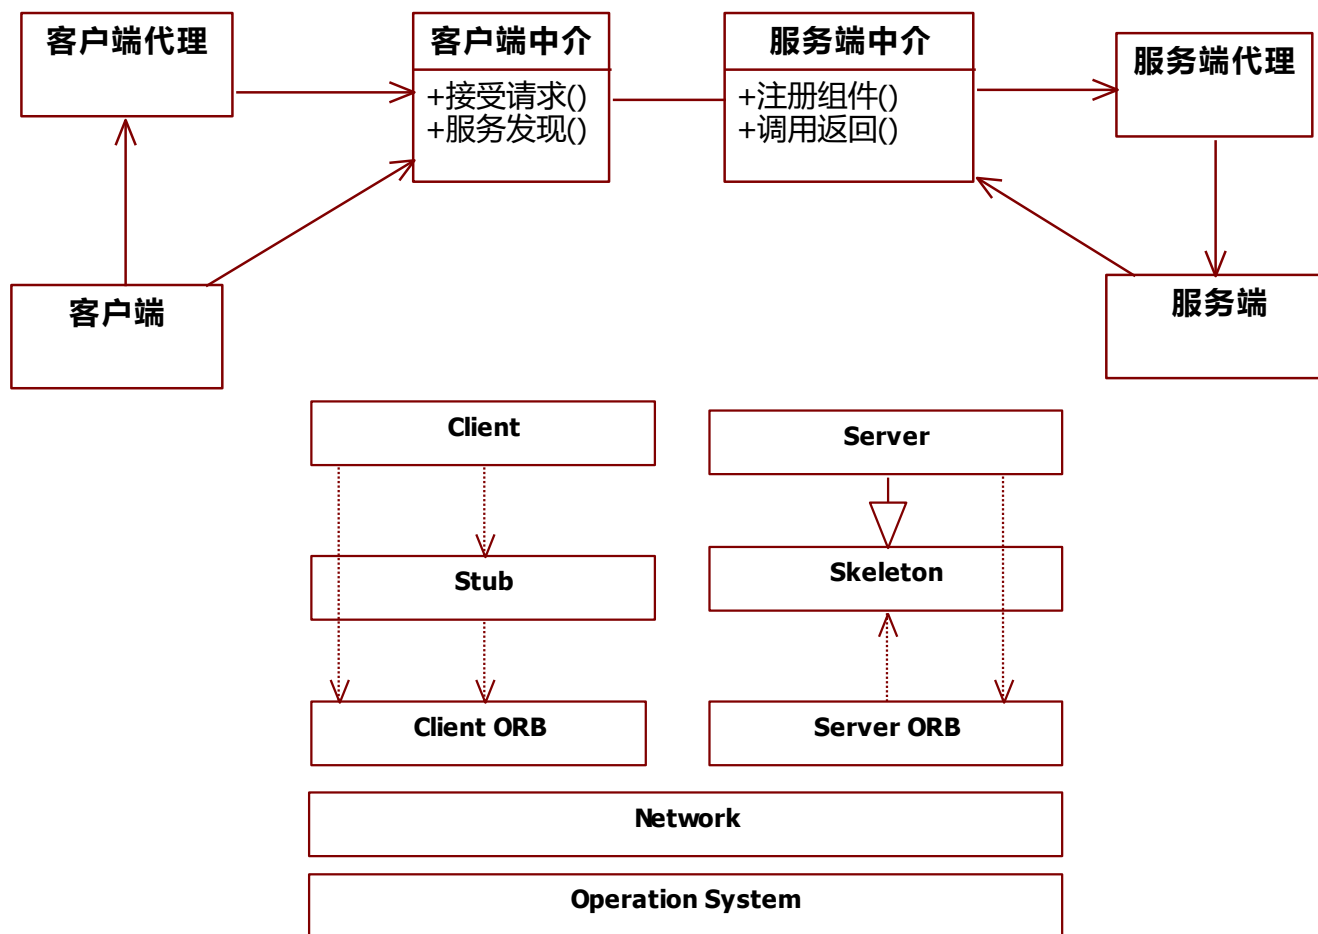 客户端代理
客户端中介
服务端中介
服务端代理
+接受请求()
+服务发现()
+注册组件()
+调用返回()
客户端
服务端
Client
Server
Stub
Skeleton
Client ORB
Server ORB
Network
Operation System